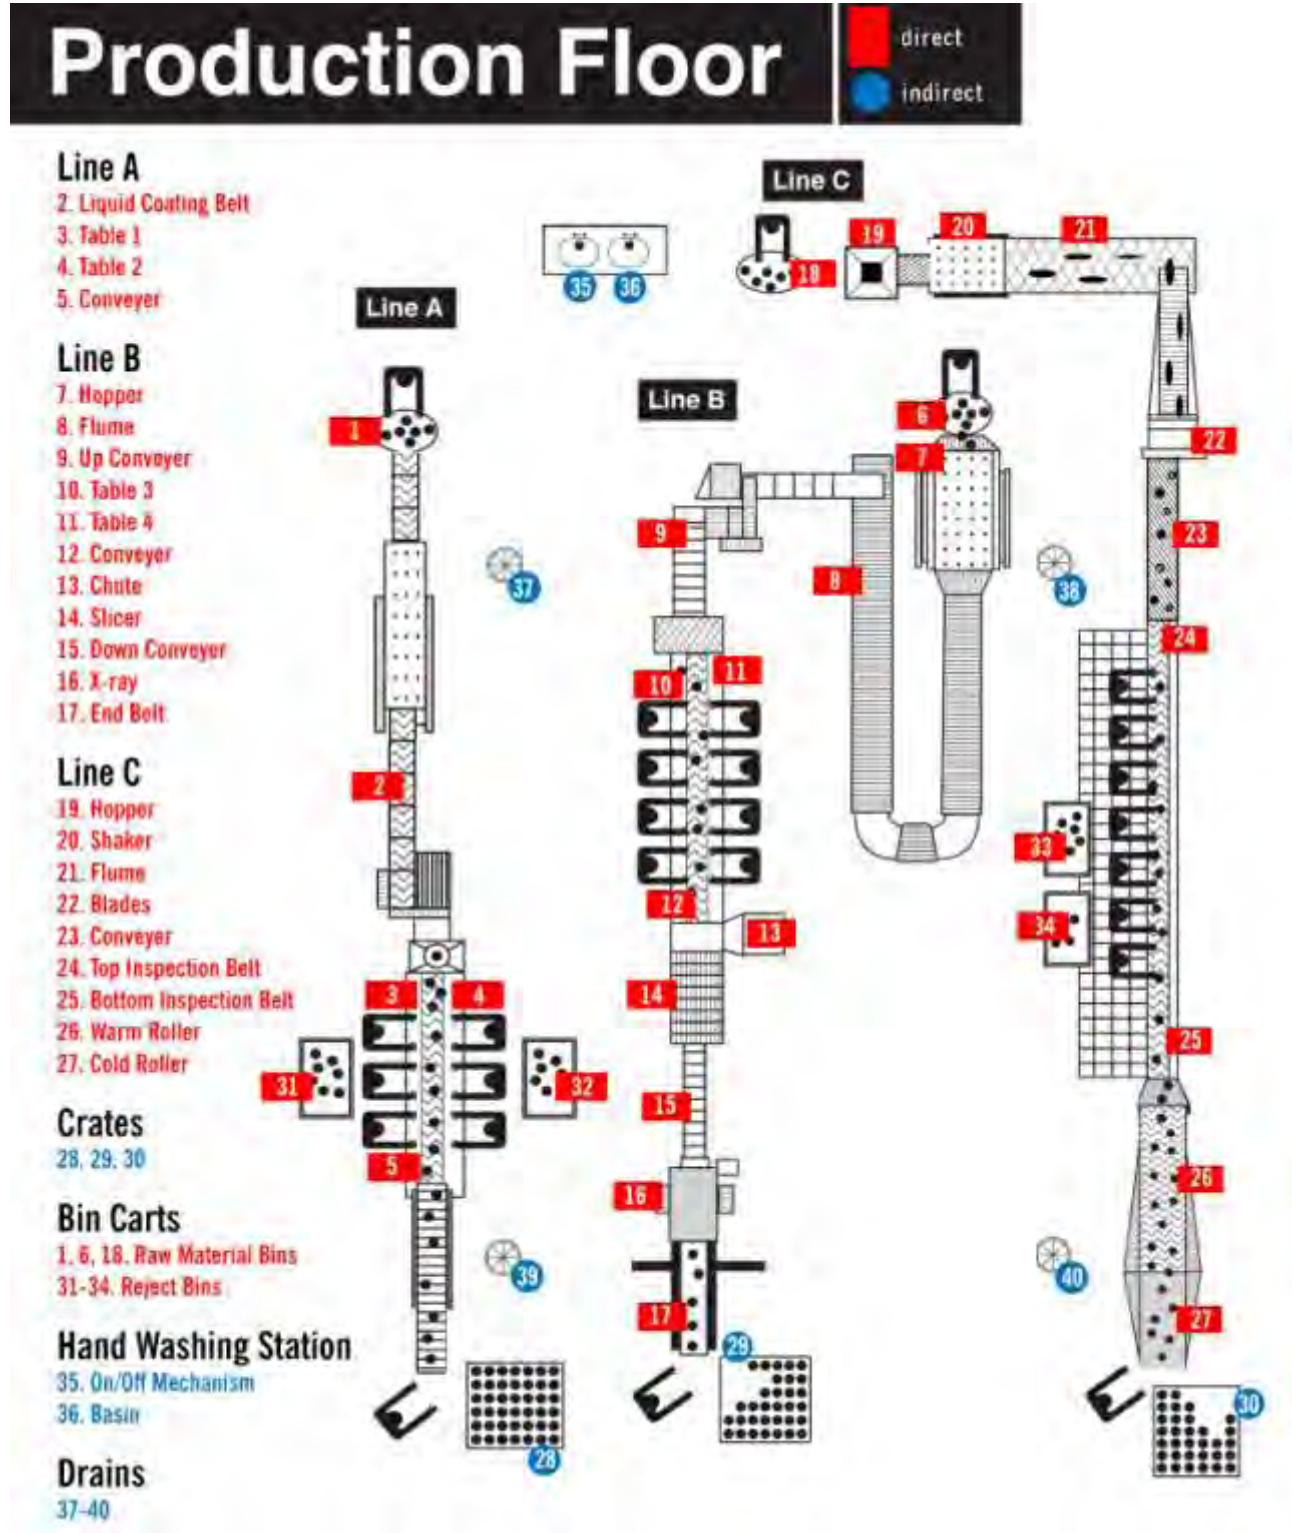 Production Floor
direct
indirect
Line A
2. Liquid Coating Belt
3. Table 1
4. Table 2
5. Conveyer
Line B
7. Hopper
8. Flume
9. Up Conveyer
10. Table 3
11. Table 4
12. Conveyer
13. Chute
14. Slicer
15. Down Conveyer
16. X-ray
17. End Belt
Line C
19. Hopper
20. Shaker
21. Flume
22. Blades
23. Conveyer
24. Top Inspection Belt
25. Bottom Inspection Belt
26. Warm Roller
27. Cold Roller
Crates
28, 29, 30
Bin Carts
1, 6, 18. Raw Material Bins
31-34. Reject Bins
Hand Washing Station
35. On/Off Mechanism
36. Basin
Drains
37-40
Line A
1
2
3
4
31
32
5
28
35
36
37
39
Line B
6
7
8
9
10
11
12
13
14
15
16
17
29
Line C
18
19
20
21
22
23
38
24
33
34
25
26
40
27
30